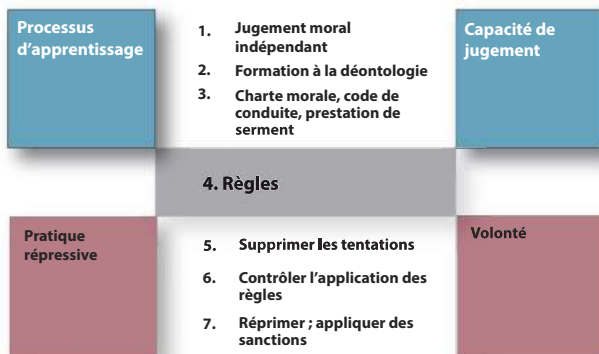 Processus
d'apprentissage
1. Jugement moral
indépendant
2. Formation à la déontologie
3. Charte morale, code de
conduite, prestation de
serment
Capacité de
jugement
4. Règles
Pratique
répressive
5. Supprimer les tentations
6. Contrôler l'application des
règles
7. Réprimer ; appliquer des
sanctions
Volonté